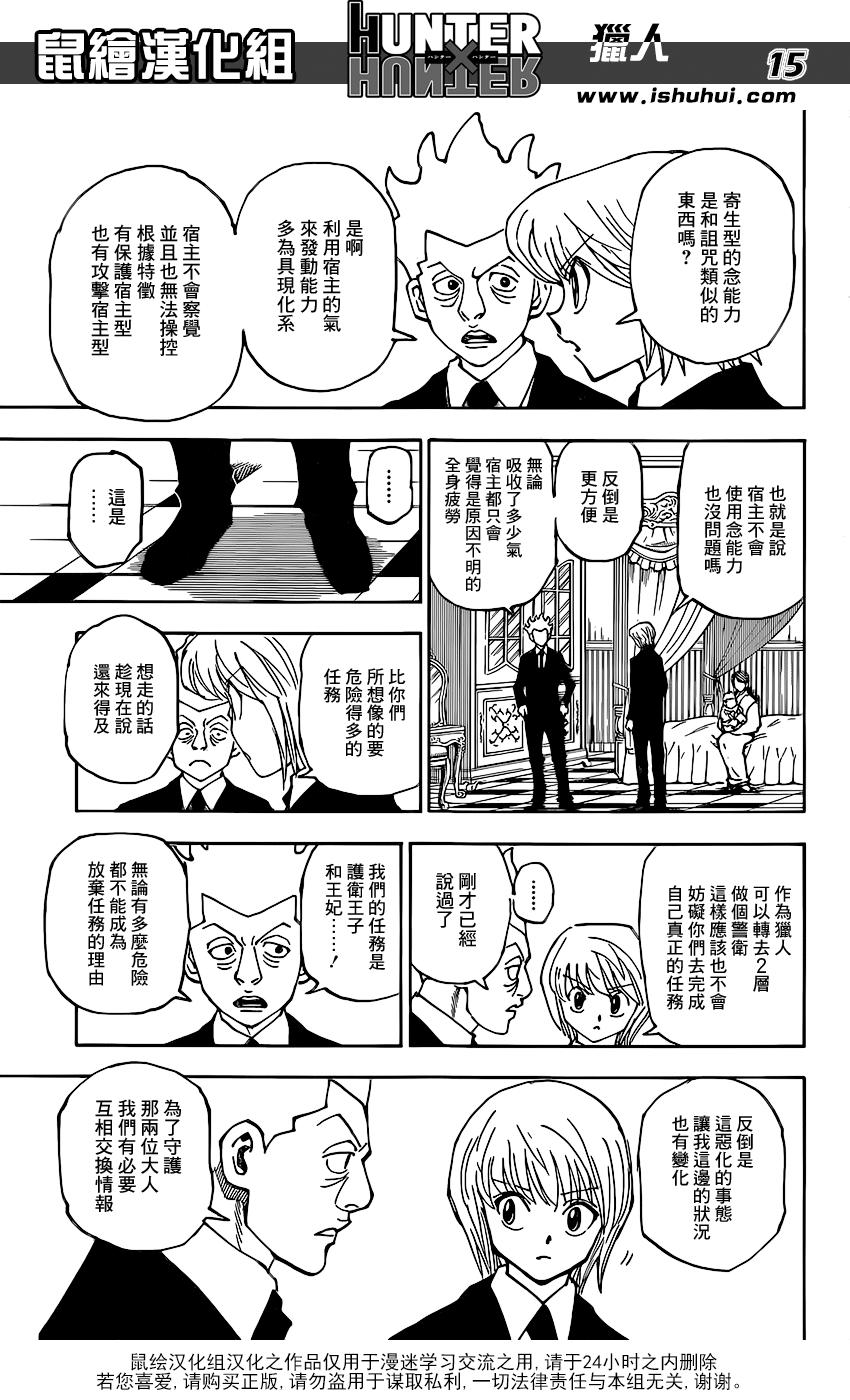 鼠繪漢化組
HUNTER
ハンター
×
ハンター
HUNTER
獵人
15
www.ishuhui.com
寄生型的念能力
是和詛咒類似的
東西嗎?
是啊
利用宿主的氣
來發動能力
多為具現化系
宿主不會察覺
並且也無法操控
根據特徵
有保護宿主型
也有攻擊宿主型
也就是說
宿主不會
使用念能力
也沒問題嗎
反倒是
更方便
無論
吸收了多少氣
宿主都只會
覺得是原因不明的
全身疲勞
……
這是
……
比你們
所想像的要
危險得多的
任務
想走的話
趁現在說
還來得及
作為獵人
可以轉去2層
做個警衛
這樣應該也不會
妨礙你們去完成
自己真正的任務
……
剛才已經
說過了
我們的任務是
護衛王子
和王妃……!
無論有多麼危險
都不能成為
放棄任務的理由
反倒是
這惡化的事態
讓我這邊的狀況
也有變化
為了守護
那兩位大人
我們有必要
互相交換情報
鼠绘汉化组汉化之作品仅用于漫迷学习交流之用, 请于24小时之内删除
若您喜爱, 请购买正版, 请勿盗用于谋取私利, 一切法律责任与本组无关, 谢谢。